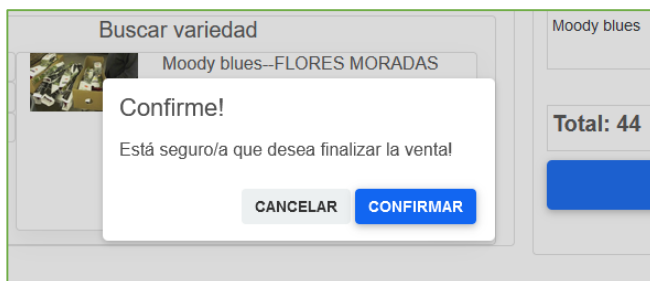 Buscar variedad
Moody blues--FLORES MORADAS
Confirme!
Está seguro/a que desea finalizar la venta!
CANCELAR
CONFIRMAR
Moody blues
Total: 44